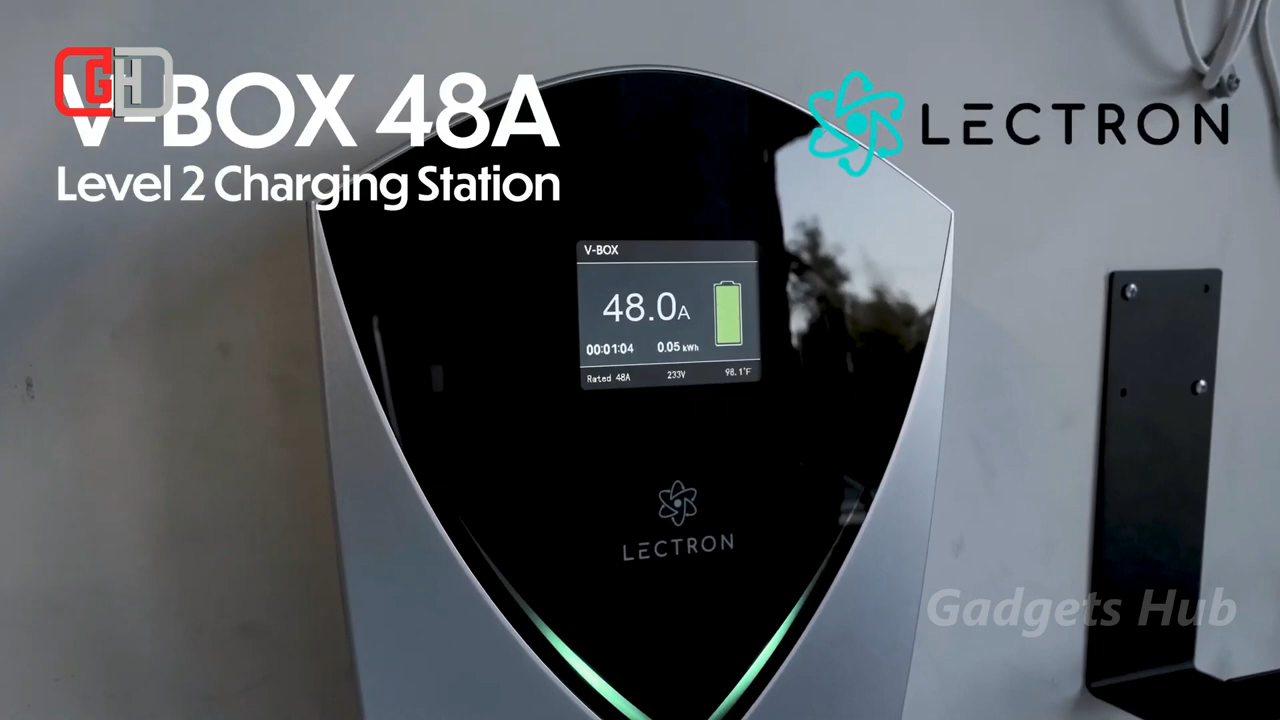 GH
V-BOX 48A
Level 2 Charging Station
LECTRON
V-BOX
48.0A
00:01:04 0.05 kWh
Rated 48A 233V 98.1°F
LECTRON
Gadgets Hub